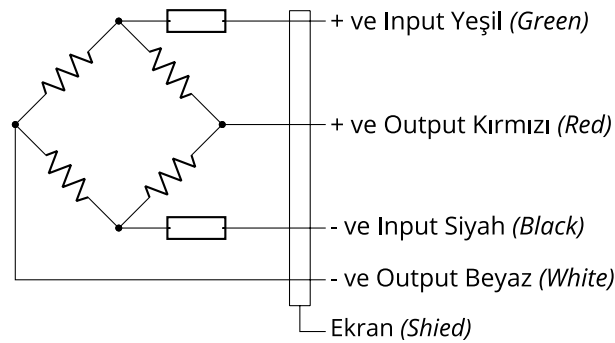 + ve Input Yeşil (Green)
+ ve Output Kırmızı (Red)
- ve Input Siyah (Black)
- ve Output Beyaz (White)
Ekran (Shied)